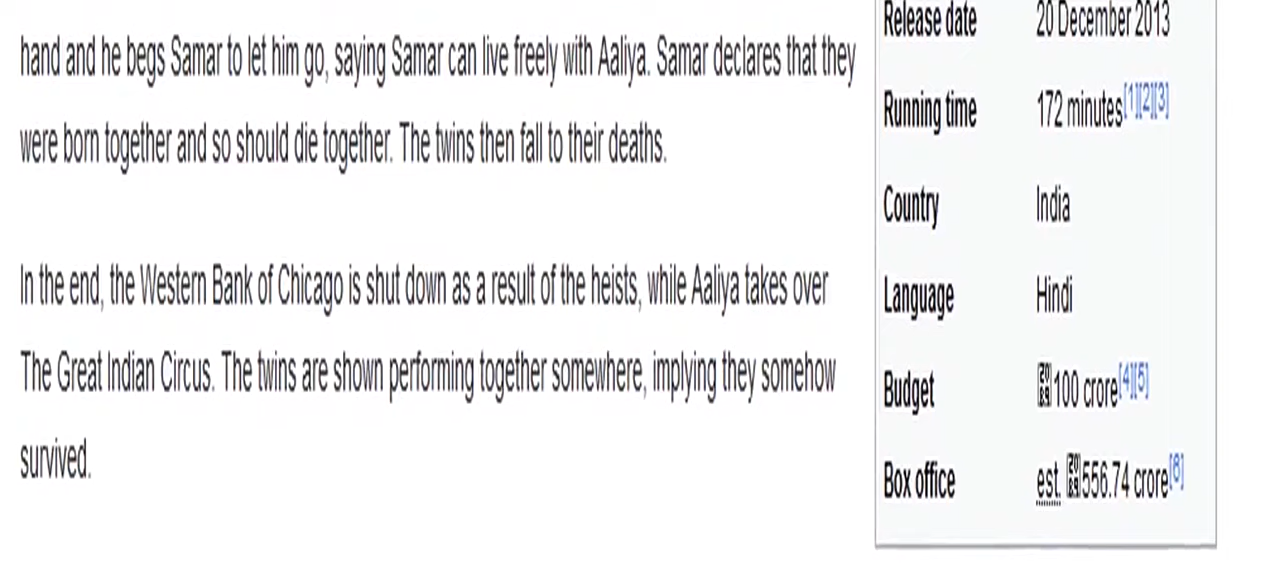 hand and he begs Samar to let him go, saying Samar can live freely with Aaliya. Samar declares that they
were born together and so should die together. The twins then fall to their deaths.
In the end, the Western Bank of Chicago is shut down as a result of the heists, while Aaliya takes over
The Great Indian Circus. The twins are shown performing together somewhere, implying they somehow
survived.
Release date 20 December 2013
Running time 172 minutes[1][2][3]
Country India
Language Hindi
Budget 100 crore[4][5]
Box office est. 556.74 crore[6]